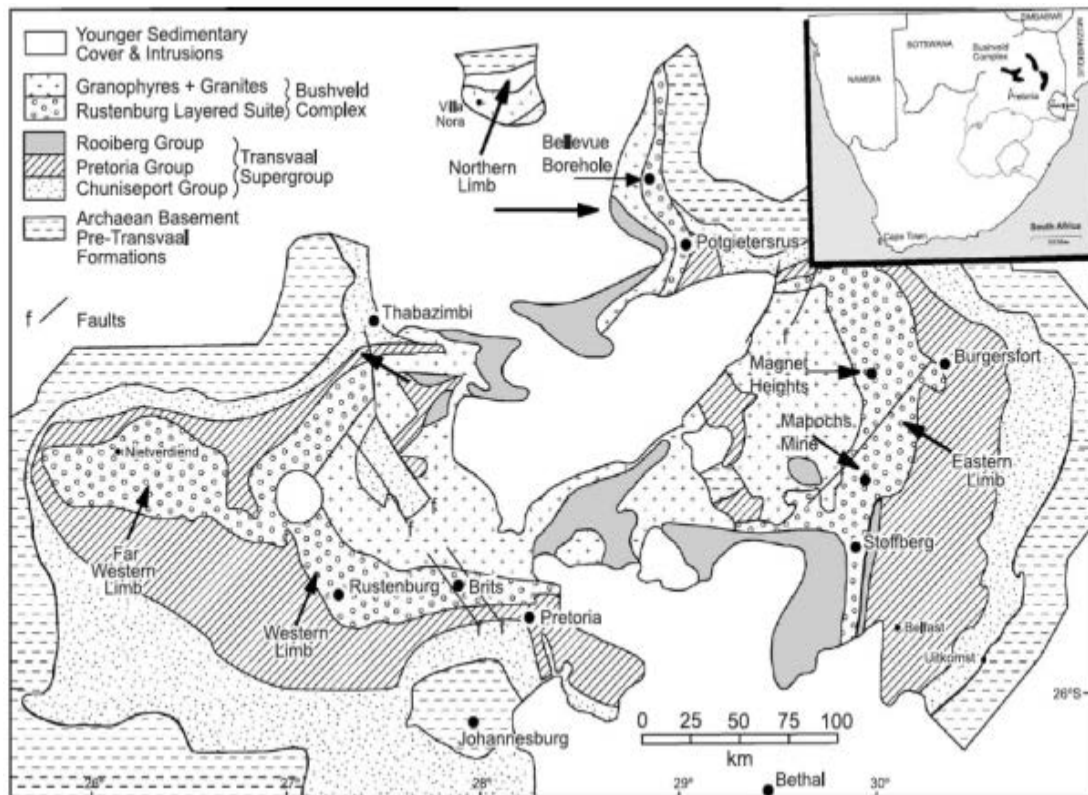 Younger Sedimentary
Cover & Intrusions
Granophyres + Granites
Rustenburg Layered Suite
Bushveld
Complex
Rooiberg Group
Pretoria Group
Chuniseport Group
Transvaal
Supergroup
Archaean Basement
Pre-Transvaal
Formations
f
Faults
Villa
Nora
Northern
Limb
Bellevue
Borehole
Potgietersrus
ZIMBABWE
BOTSWANA
Bushveld
Complex
NAMIBIA
Pretoria
Cape Town
South Africa
Thabazimbi
Magnet
Heights
Burgersfort
Mapochs
Mine
Eastern
Limb
Nietverdiend
f
f
f
Far
Western
Limb
Stoffberg
Rustenburg
Brits
Western
Limb
Pretoria
Belfast
Uitkomst
26°S
0 25 50 75 100
km
Johannesburg
Bethal
26°
27°
28°
29°
30°